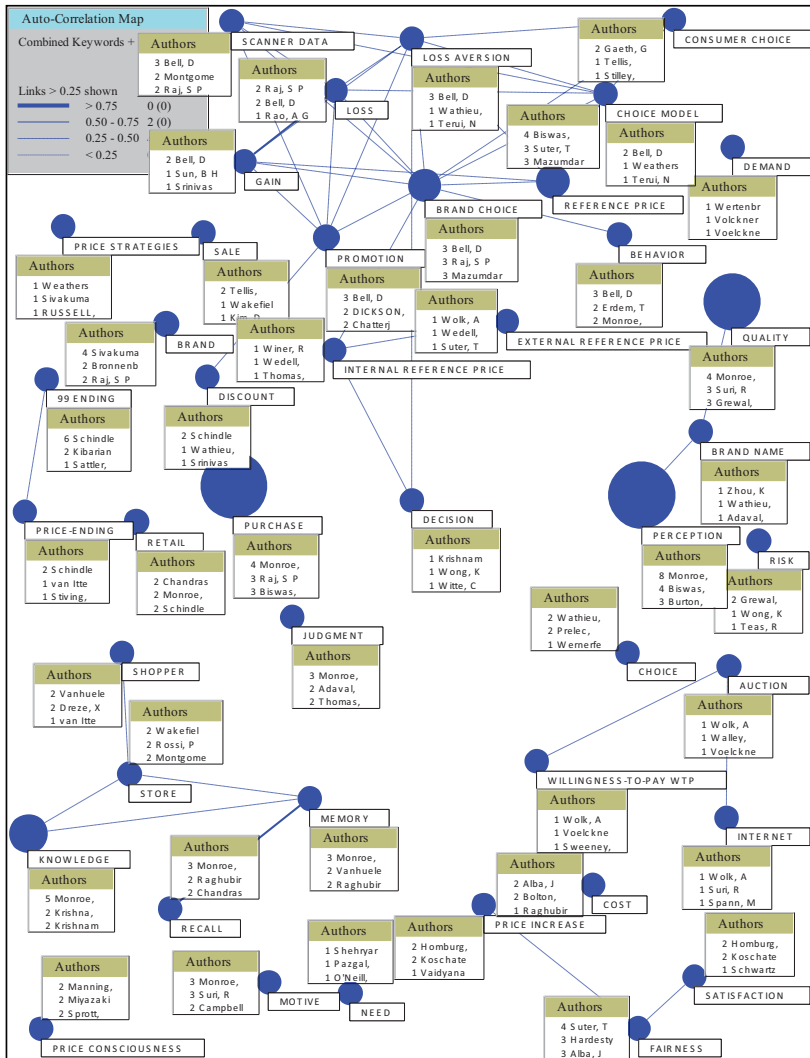 Auto-Correlation Map
Combined Keywords +
Links > 0.25 shown
> 0.75 0 (0)
0.50 - 0.75 2 (0)
0.25 - 0.50
< 0.25
Authors
3 Bell, D
2 Montgome
2 Raj, S P
SCANNER DATA
Authors
2 Raj, S P
2 Bell, D
1 Rao, A G
LOSS
LOSS AVERSION
Authors
3 Bell, D
1 Wathieu,
1 Terui, N
Authors
2 Gaeth, G
1 Tellis,
1 Stilley,
CONSUMER CHOICE
Authors
4 Biswas,
3 Suter, T
3 Mazumdar
CHOICE MODEL
Authors
2 Bell, D
1 Weathers
1 Terui, N
DEMAND
Authors
1 Wertenbr
1 Volckner
1 Voelckne
Authors
2 Bell, D
1 Sun, B H
1 Srinivas
GAIN
BRAND CHOICE
Authors
3 Bell, D
3 Raj, S P
3 Mazumdar
REFERENCE PRICE
PRICE STRATEGIES
Authors
1 Weathers
1 Sivakuma
1 RUSSELL,
SALE
Authors
2 Tellis,
1 Wakefiel
PROMOTION
Authors
3 Bell, D
2 DICKSON,
2 Chatterj
BEHAVIOR
Authors
3 Bell, D
2 Erdem, T
2 Monroe,
Authors
4 Sivakuma
2 Bronnenb
2 Raj, S P
BRAND
Authors
1 Winer, R
1 Wedell,
1 Thomas,
INTERNAL REFERENCE PRICE
Authors
1 Wolk, A
1 Wedell,
1 Suter, T
EXTERNAL REFERENCE PRICE
QUALITY
Authors
4 Monroe,
3 Suri, R
3 Grewal,
99 ENDING
Authors
6 Schindle
2 Kibarian
1 Sattler,
DISCOUNT
Authors
2 Schindle
1 Wathieu,
1 Srinivas
BRAND NAME
Authors
1 Zhou, K
1 Wathieu,
1 Adaval,
PRICE-ENDING
Authors
2 Schindle
1 van Itte
1 Stiving,
RETAIL
Authors
2 Chandras
2 Monroe,
2 Schindle
PURCHASE
Authors
4 Monroe,
3 Raj, S P
3 Biswas,
DECISION
Authors
1 Krishnam
1 Wong, K
1 Witte, C
PERCEPTION
Authors
8 Monroe,
4 Biswas,
3 Burton,
RISK
Authors
2 Grewal,
1 Wong, K
1 Teas, R
JUDGMENT
Authors
3 Monroe,
2 Adaval,
2 Thomas,
Authors
2 Wathieu,
2 Prelec,
1 Wernerfe
CHOICE
SHOPPER
Authors
2 Vanhuele
2 Dreze, X
1 van Itte
Authors
2 Wakefiel
2 Rossi, P
2 Montgome
STORE
AUCTION
Authors
1 Wolk, A
1 Walley,
1 Voelckne
WILLINGNESS-TO-PAY WTP
Authors
1 Wolk, A
1 Voelckne
1 Sweeney,
MEMORY
Authors
3 Monroe,
2 Vanhuele
2 Raghubir
INTERNET
Authors
1 Wolk, A
1 Suri, R
1 Spann, M
KNOWLEDGE
Authors
5 Monroe,
2 Krishna,
2 Krishnam
Authors
3 Monroe,
2 Raghubir
2 Chandras
RECALL
Authors
2 Alba, J
2 Bolton,
1 Raghubir
COST
PRICE INCREASE
Authors
2 Homburg,
2 Koschate
1 Vaidyana
Authors
1 Shehryar
1 Pazgal,
1 O'Neill,
NEED
Authors
3 Monroe,
3 Suri, R
2 Campbell
MOTIVE
Authors
2 Homburg,
2 Koschate
1 Schwartz
SATISFACTION
Authors
2 Manning,
2 Miyazaki
2 Sprott,
PRICE CONSCIOUSNESS
Authors
4 Suter, T
3 Hardesty
3 Alba, J
FAIRNESS